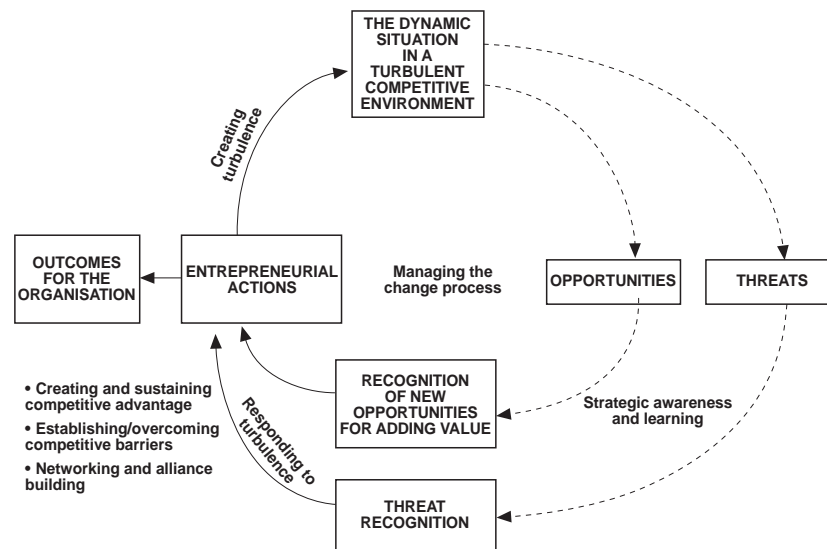 THE DYNAMIC
SITUATION
IN A
TURBULENT
COMPETITIVE
ENVIRONMENT
Creating
turbulence
OUTCOMES
FOR THE
ORGANISATION
ENTREPRENEURIAL
ACTIONS
Managing the
change process
OPPORTUNITIES
THREATS
• Creating and sustaining
competitive advantage
• Establishing/overcoming
competitive barriers
• Networking and alliance
building
Responding to
turbulence
RECOGNITION
OF NEW
OPPORTUNITIES
FOR ADDING VALUE
Strategic awareness
and learning
THREAT
RECOGNITION